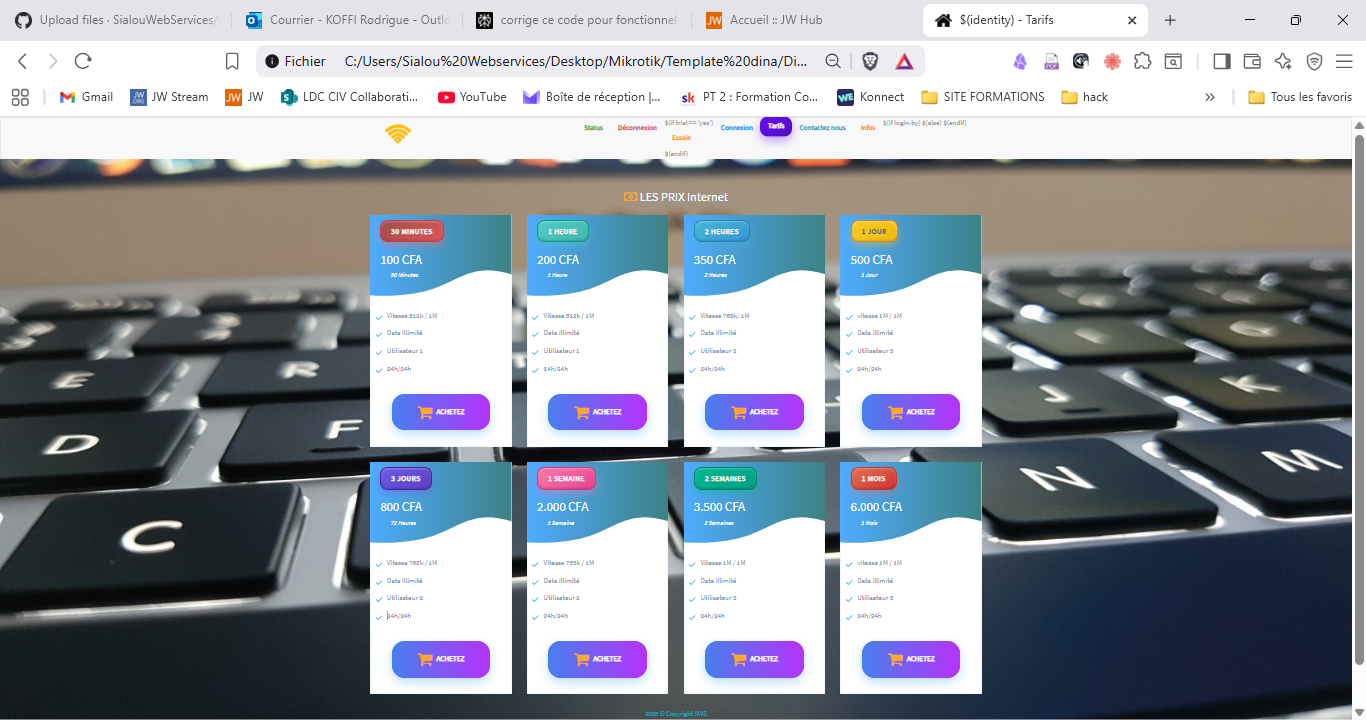 Upload files · SialouWebServices/
Courrier - KOFFI Rodrigue - Outlo
corrige ce code pour fonctionnel
Accueil :: JW Hub
$(identity) - Tarifs
Fichier C:/Users/Sialou%20Webservices/Desktop/Mikrotik/Template%20dina/Di...
Gmail JW Stream JW LDC CIV Collaborati... YouTube Boîte de réception |... PT 2 : Formation Co... Konnect SITE FORMATIONS hack » Tous les favoris
Status Déconnexion $(if trial == 'yes') Connexion Tarifs Contactez nous Infos $(if login-by) $(else) $(endif)
Essaie
$(endif)
LES PRIX Internet
30 MINUTES 1 HEURE 2 HEURES 1 JOUR
100 CFA 200 CFA 350 CFA 500 CFA
30 Minutes 1 Heure 2 Heures 1 Jour
Vitesse 512k / 1M Vitesse 512k / 1M Vitesse 768k/ 1M vitesse 1M / 1M
Data illimité Data illimité Data illimité Data illimité
Utilisateur 1 Utilisateur 1 Utilisateur 2 Utilisateur 3
24h/24h 24h/24h 24h/24h 24h/24h
ACHETEZ ACHETEZ ACHETEZ ACHETEZ
3 JOURS 1 SEMAINE 2 SEMAINES 1 MOIS
800 CFA 2.000 CFA 3.500 CFA 6.000 CFA
72 Heures 1 Semaine 2 Semaines 1 Mois
Vitesse 768k / 1M Vitesse 768k / 1M Vitesse 1M / 1M vitesse 1M / 1M
Data illimité Data illimité Data illimité Data illimité
Utilisateur 2 Utilisateur 2 Utilisateur 3 Utilisateur 3
24h/24h 24h/24h 24h/24h 24h/24h
ACHETEZ ACHETEZ ACHETEZ ACHETEZ
E R D F C J K N M
2025 © Copyright SWS